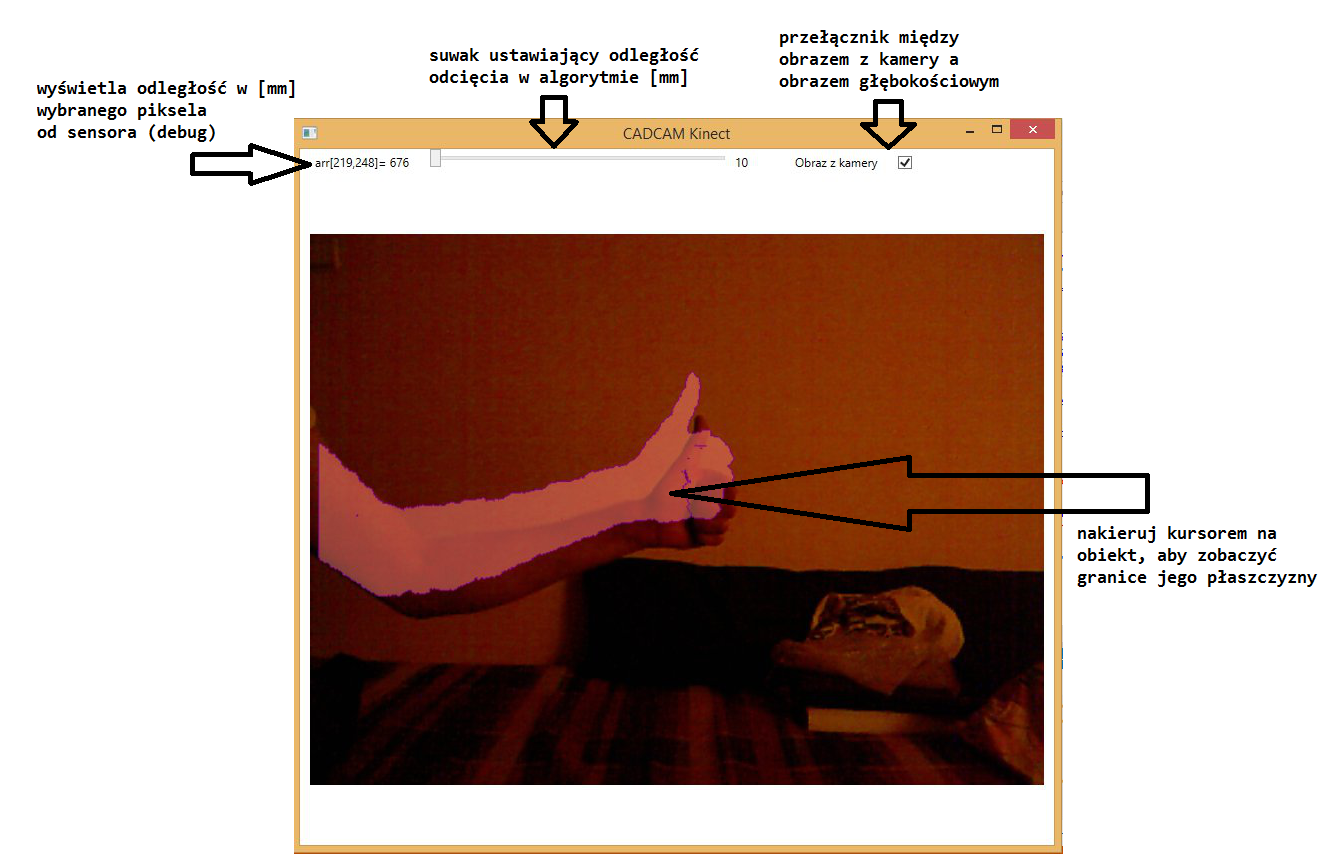 wyświetla odległość w [mm]
wybranego piksela
od sensora (debug)
suwak ustawiający odległość
odcięcia w algorytmie [mm]
przełącznik między
obrazem z kamery a
obrazem głębokościowym
CADCAM Kinect
arr[219,248]= 676
10
Obraz z kamery
nakieruj kursorem na
obiekt, aby zobaczyć
granice jego płaszczyzny